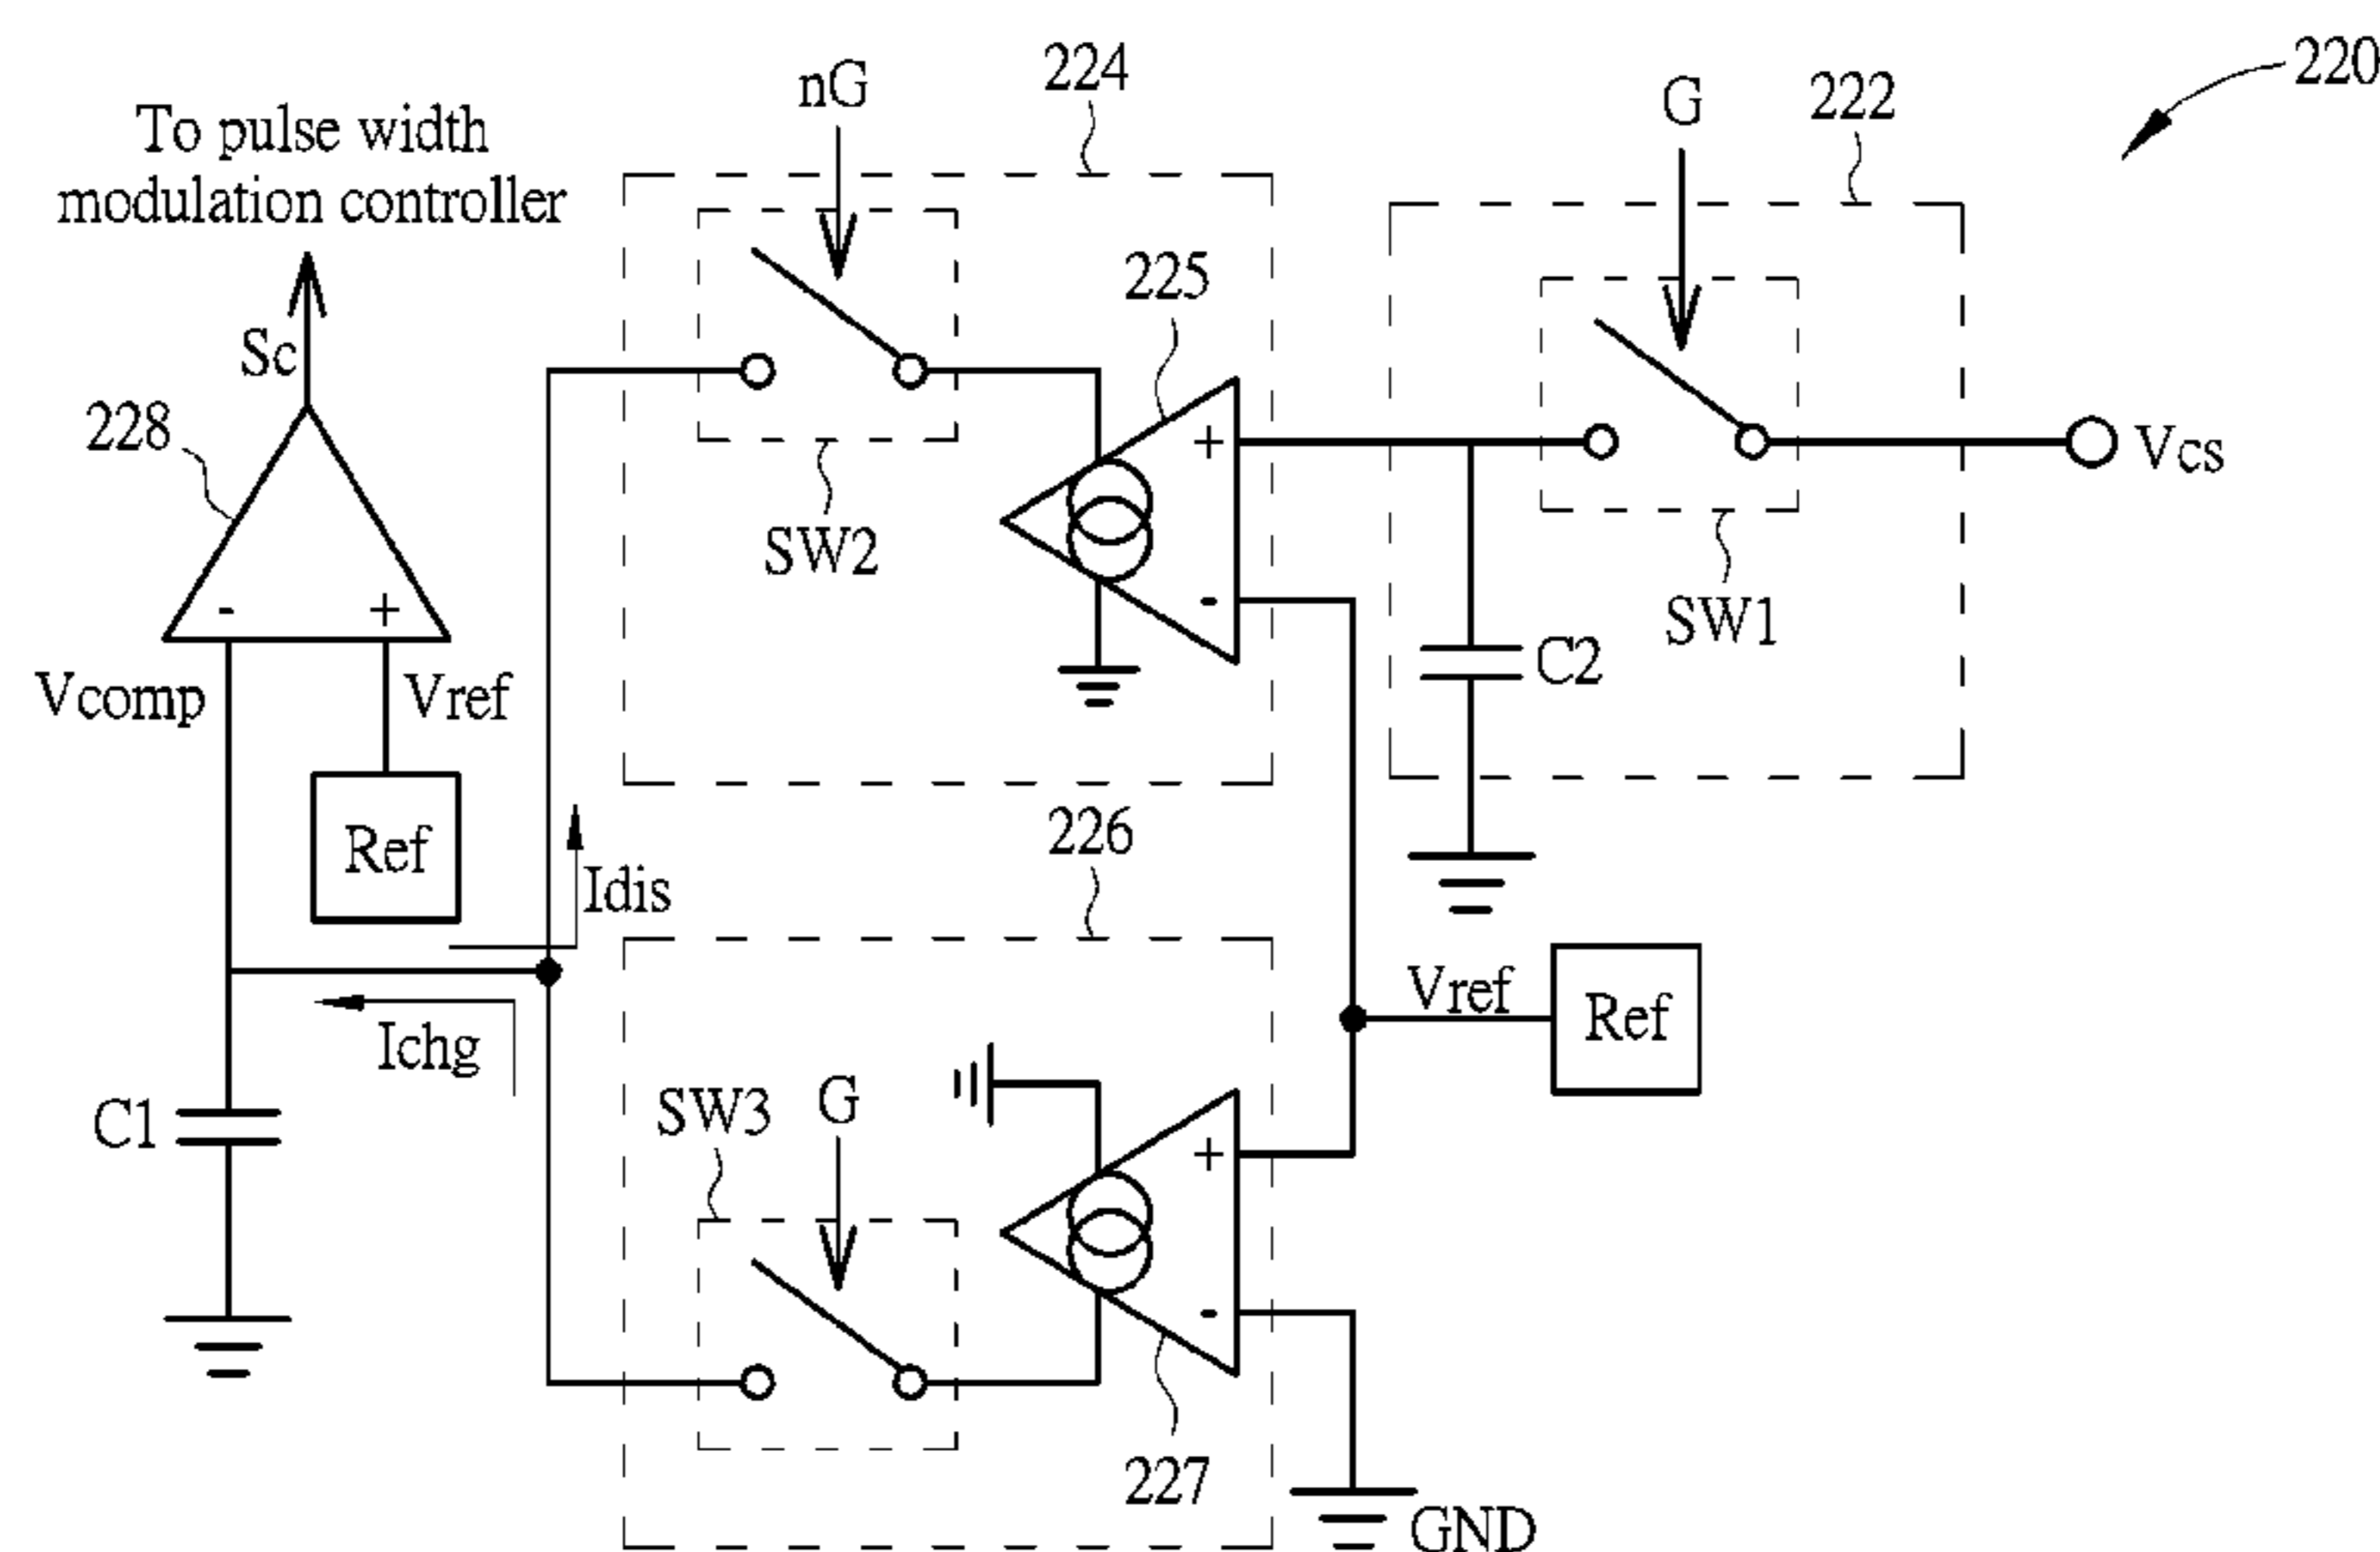 220
224
nG
G
222
To pulse width
modulation controller
225
Sc
228
+
Vcs
SW2
SW1
-
+
-
C2
Vcomp
Vref
Ref
226
Idis
Vref
Ref
Ichg
SW3
G
C1
+
-
227
GND